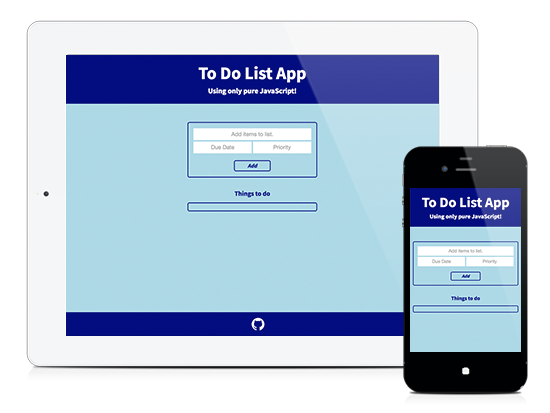 To Do List App
Using only pure JavaScript!
Add items to list.
Due Date Priority
Add
Things to do
To Do List App
Using only pure JavaScript!
Add items to list.
Due Date Priority
Add
Things to do